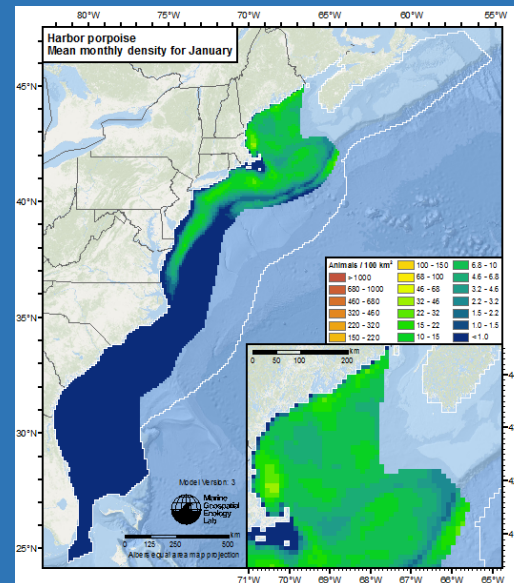 80°W 75°W 70°W 65°W 60°W 55°W
Harbor porpoise
Mean monthly density for January
45°N
40°N
35°N
30°N
25°N
Animals / 100 km²
>1000
680 - 1000
460 - 680
320 - 460
220 - 320
150 - 220
100 - 150
68 - 100
46 - 68
32 - 46
22 - 32
15 - 22
10 - 15
6.8 - 10
4.6 - 6.8
3.2 - 4.6
2.2 - 3.2
1.5 - 2.2
1.0 - 1.5
<1.0
km
0 50 100 200
Model Version: 3
Marine
Geospatial
Ecology
Lab
km
0 125 250 500
Albers equal area map projection
71°W 70°W 69°W 68°W 67°W 66°W 65°W